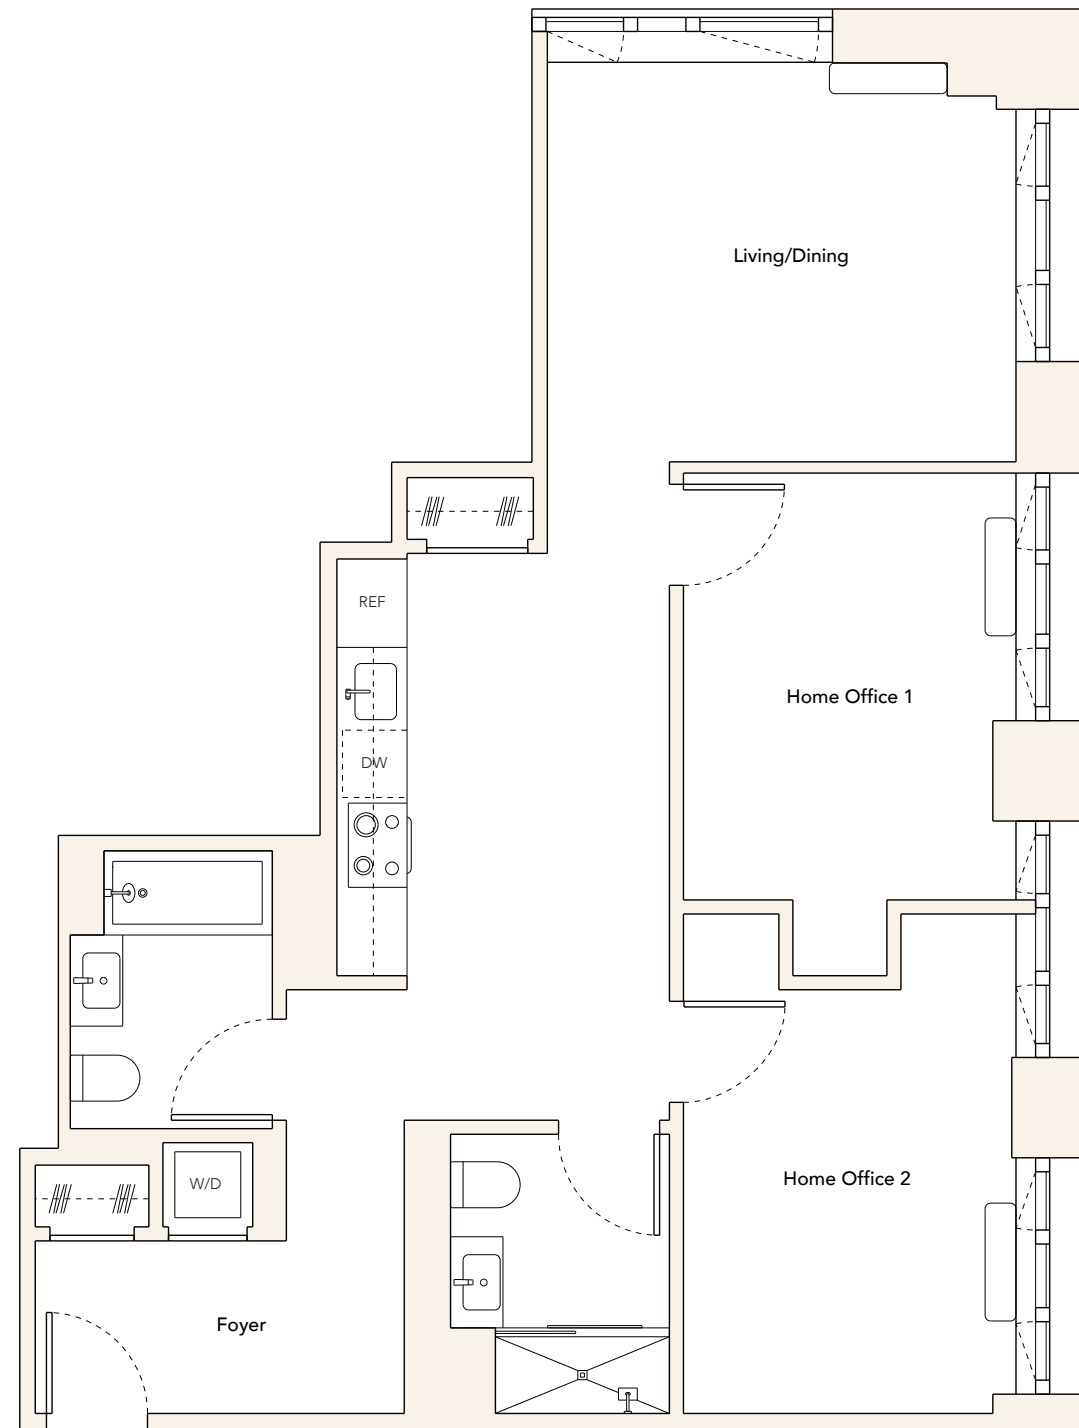 Living/Dining
REF
Home Office 1
DW
Home Office 2
W/D
Foyer